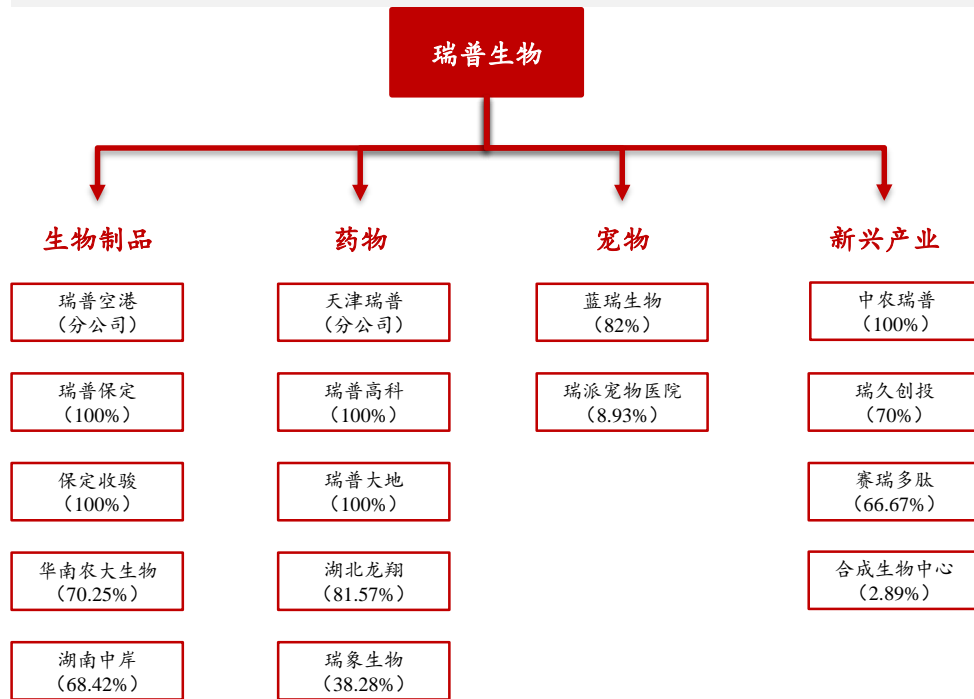 瑞普生物
生物制品
药物
宠物
新兴产业
瑞普空港
（分公司）
天津瑞普
（分公司）
蓝瑞生物
（82%）
中农瑞普
（100%）
瑞普保定
（100%）
瑞普高科
（100%）
瑞派宠物医院
（8.93%）
瑞久创投
（70%）
保定收骏
（100%）
瑞普大地
（100%）
赛瑞多肽
（66.67%）
华南农大生物
（70.25%）
湖北龙翔
（81.57%）
合成生物中心
（2.89%）
湖南中岸
（68.42%）
瑞象生物
（38.28%）